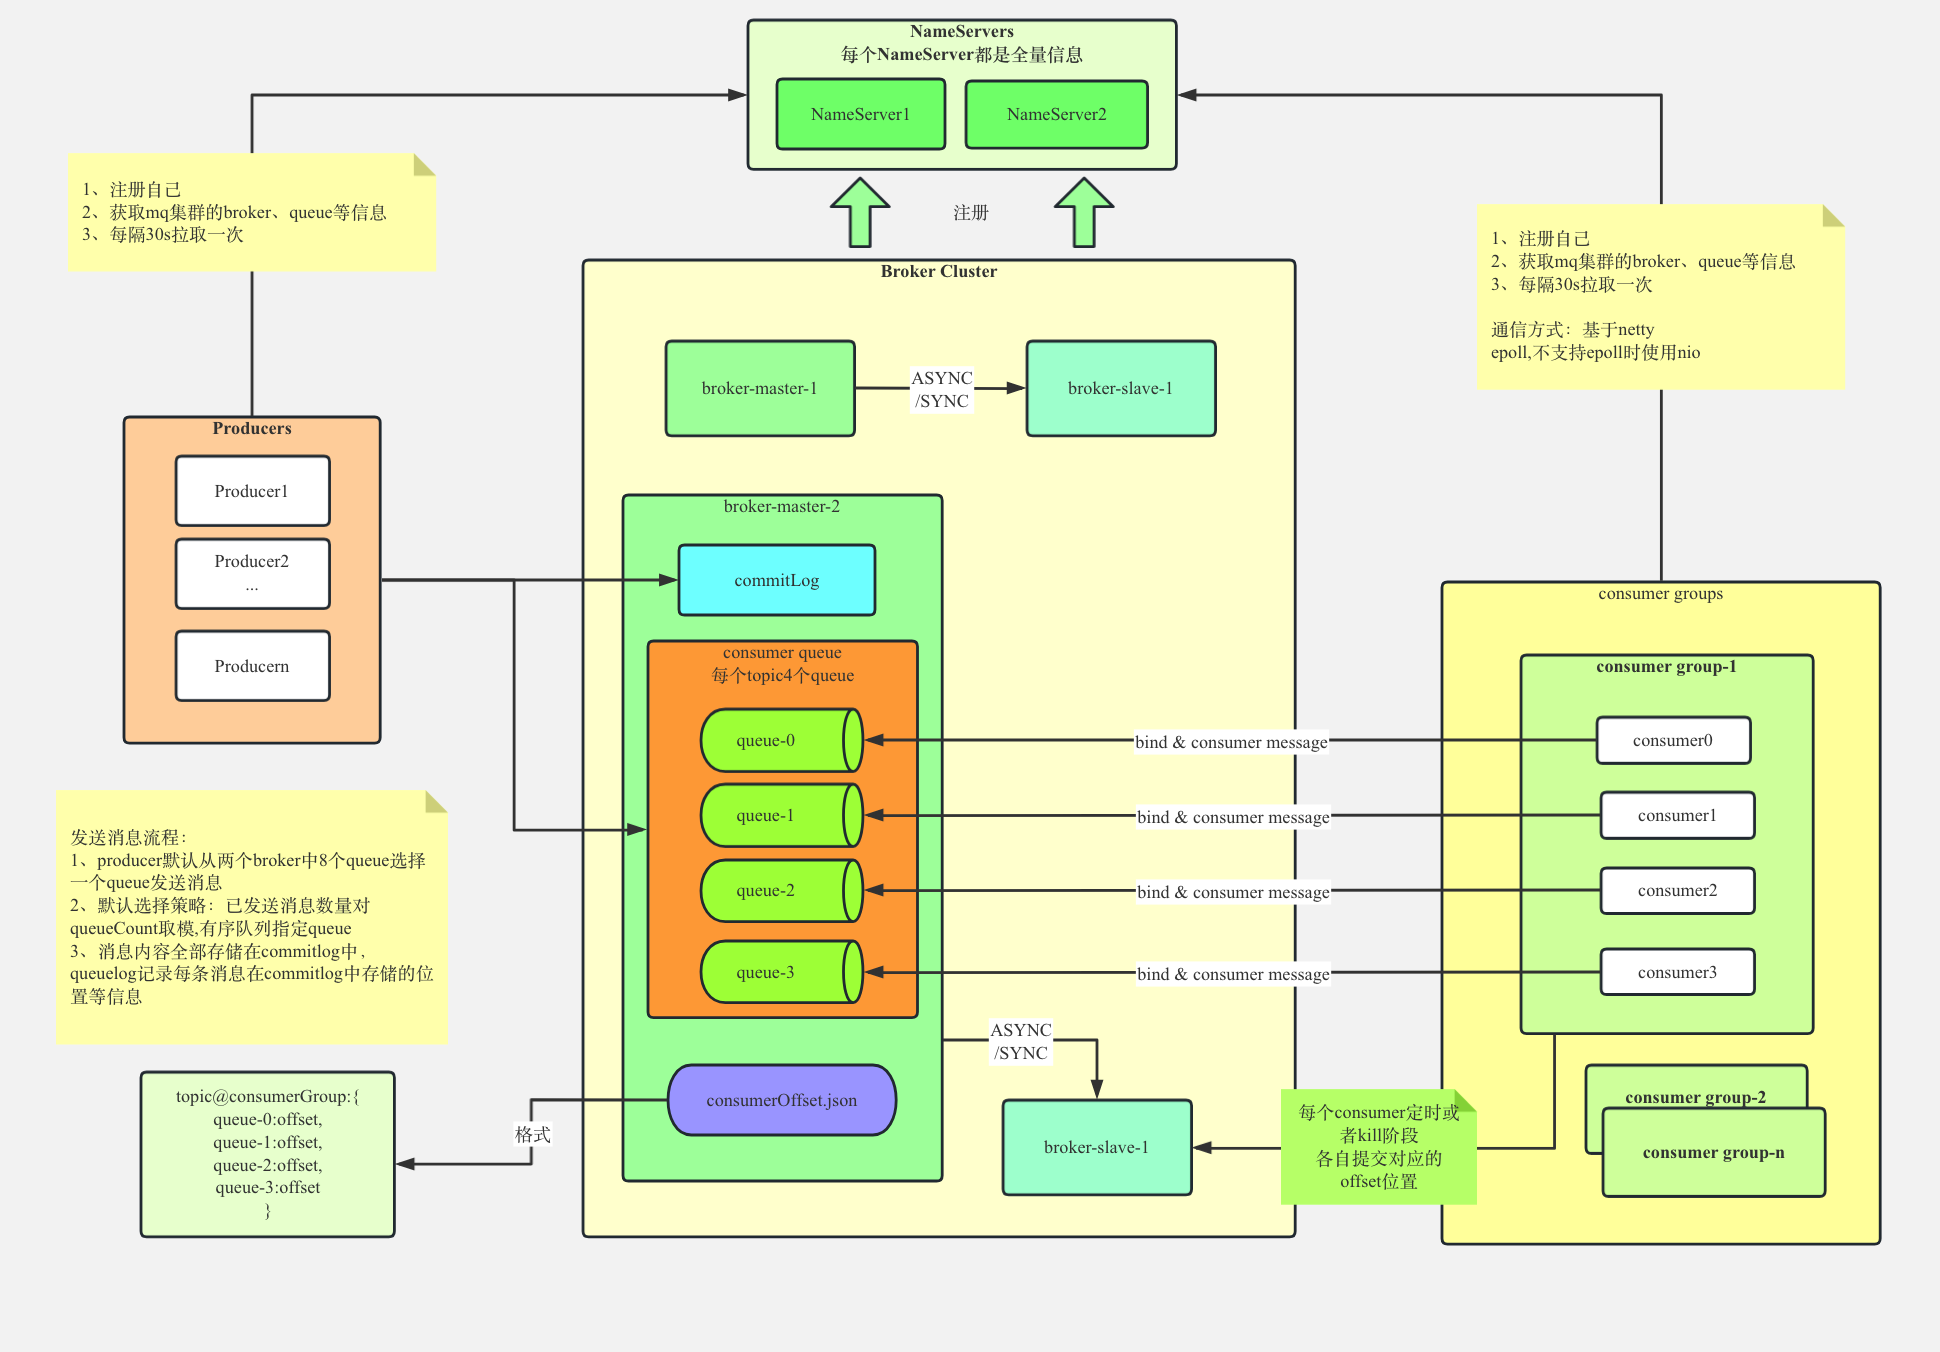 NameServers
每个NameServer都是全量信息
NameServer1
NameServer2
1、注册自己
2、获取mq集群的broker、queue等信息
3、每隔30s拉取一次
注册
1、注册自己
2、获取mq集群的broker、queue等信息
3、每隔30s拉取一次
通信方式：基于netty
epoll,不支持epoll时使用nio
Broker Cluster
broker-master-1
ASYNC
/SYNC
broker-slave-1
Producers
Producer1
Producer2
...
Producern
broker-master-2
commitLog
consumer queue
每个topic4个queue
queue-0
queue-1
queue-2
queue-3
bind & consumer message
bind & consumer message
bind & consumer message
bind & consumer message
consumer groups
consumer group-1
consumer0
consumer1
consumer2
consumer3
发送消息流程：
1、producer默认从两个broker中8个queue选择
一个queue发送消息
2、默认选择策略：已发送消息数量对
queueCount取模,有序队列指定queue
3、消息内容全部存储在commitlog中，
queuelog记录每条消息在commitlog中存储的位
置等信息
ASYNC
/SYNC
consumerOffset.json
格式
topic@consumerGroup:{
queue-0:offset,
queue-1:offset,
queue-2:offset,
queue-3:offset
}
broker-slave-1
每个consumer定时或
者kill阶段
各自提交对应的
offset位置
consumer group-2
consumer group-n